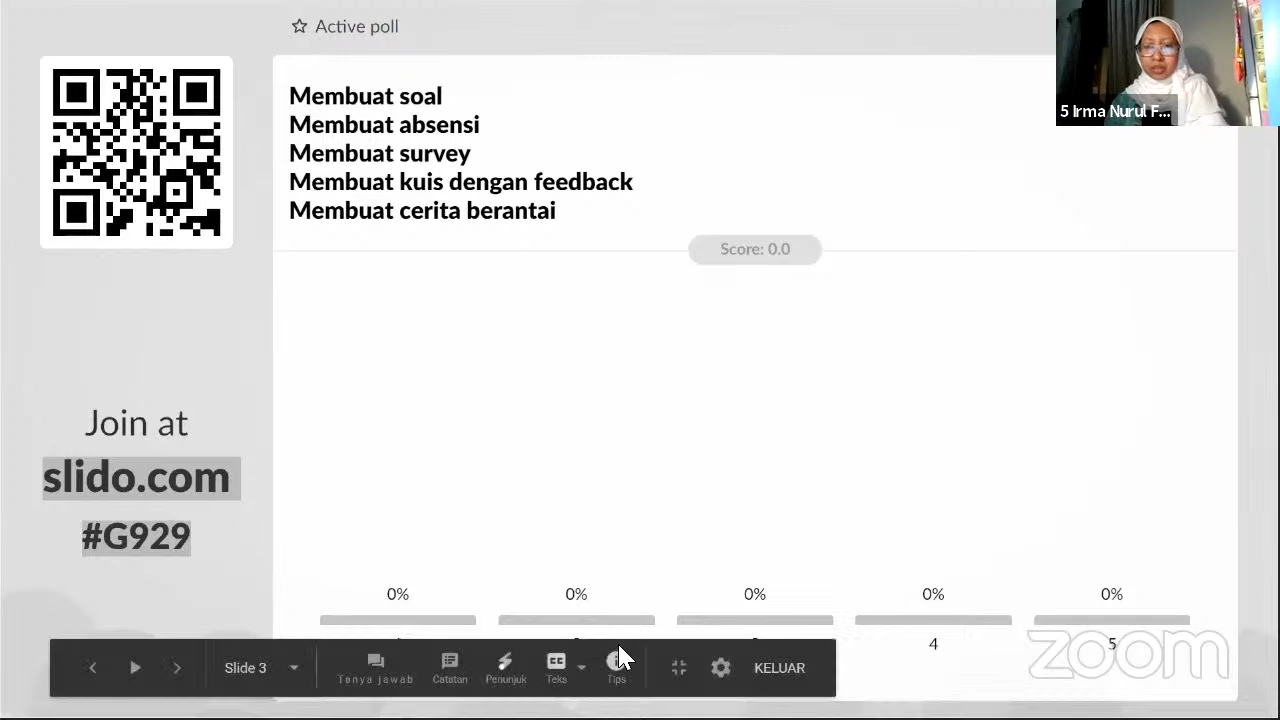 Active poll
Membuat soal
Membuat absensi
Membuat survey
Membuat kuis dengan feedback
Membuat cerita berantai
5 Irma Nurul F...
Score: 0.0
Join at
slido.com
#G929
0% 0% 0% 0% 0%
4 5
Slide 3
Tanya jawab Catatan Penunjuk Teks Tips
KELUAR
zoom